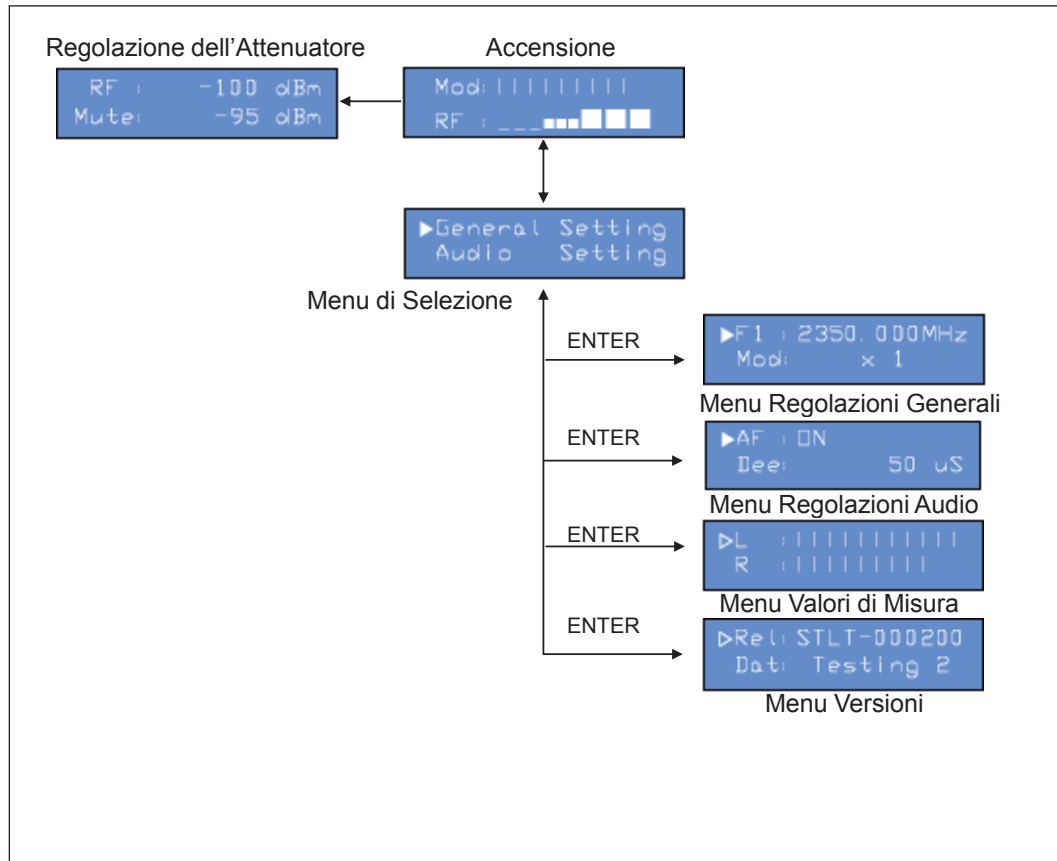 Regolazione dell'Attenuatore
RF : -100 dBm
Mute: -95 dBm
Accensione
Mod:
RF :
General Setting
Audio Setting
Menu di Selezione
ENTER
F1 : 2350.000MHz
Mod: x 1
Menu Regolazioni Generali
ENTER
AF : ON
Dee: 50 uS
Menu Regolazioni Audio
ENTER
L :
R :
Menu Valori di Misura
ENTER
Rel: STLT-000200
Dat: Testing 2
Menu Versioni